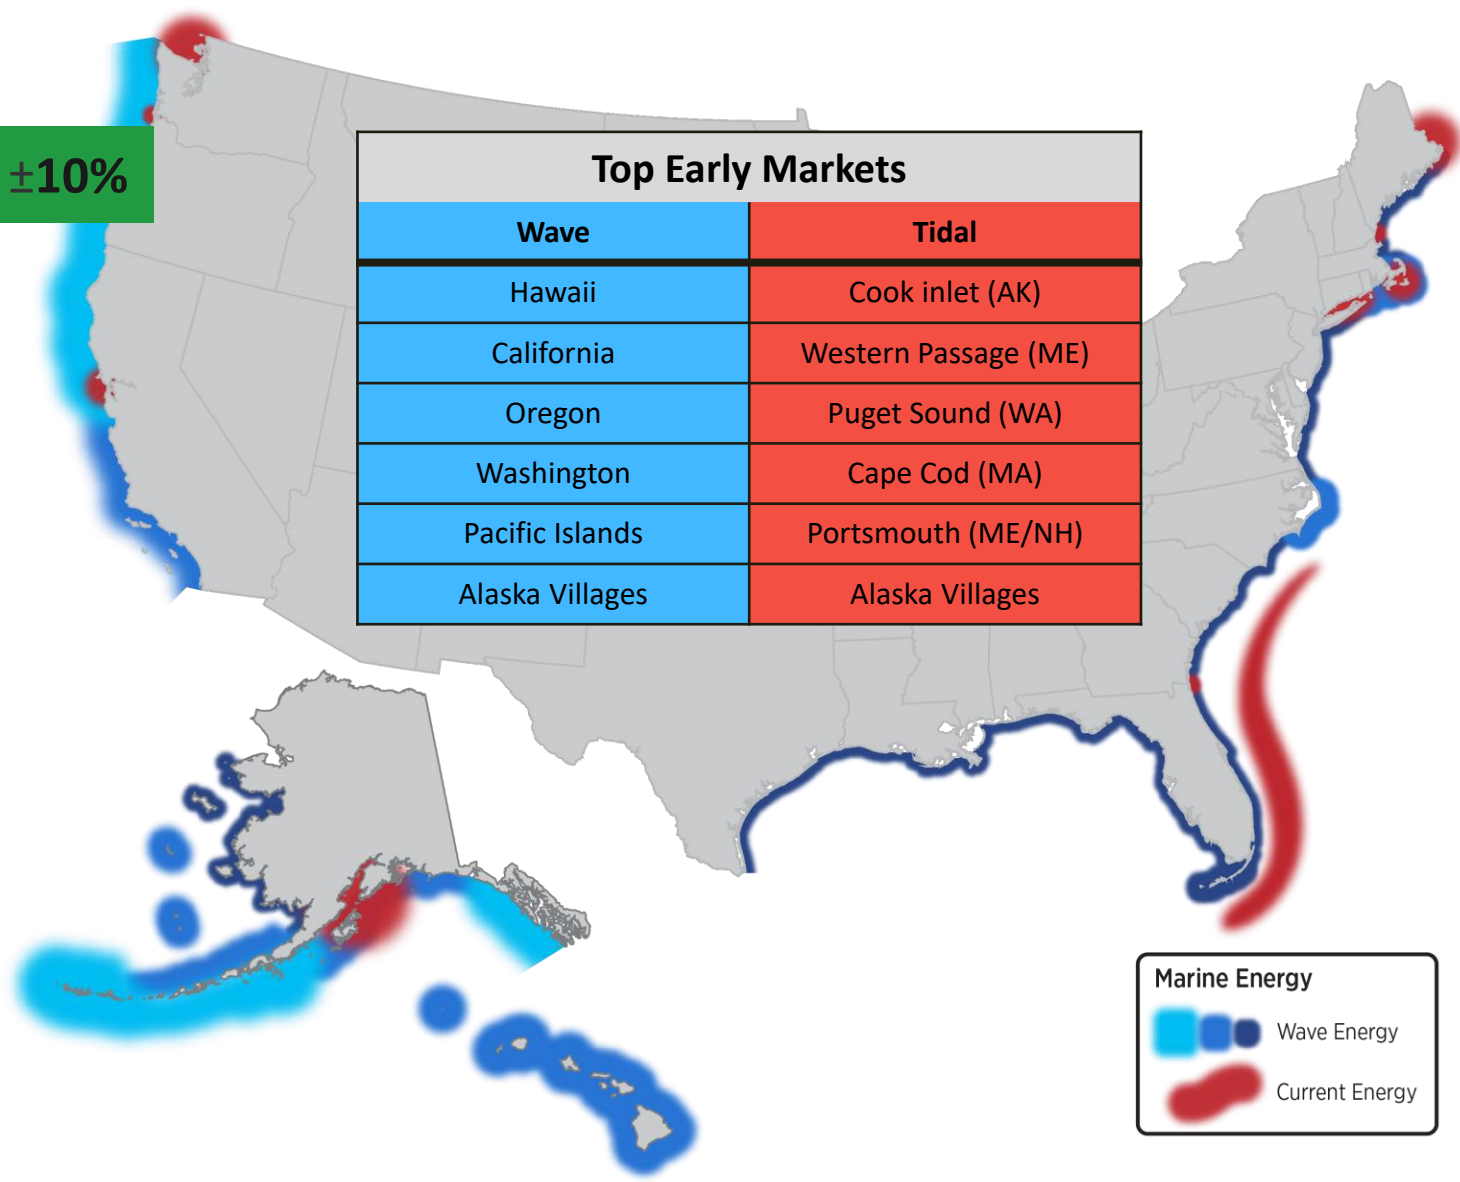 ±10%
Top Early Markets
Wave Tidal
Hawaii Cook inlet (AK)
California Western Passage (ME)
Oregon Puget Sound (WA)
Washington Cape Cod (MA)
Pacific Islands Portsmouth (ME/NH)
Alaska Villages Alaska Villages
Marine Energy
Wave Energy
Current Energy